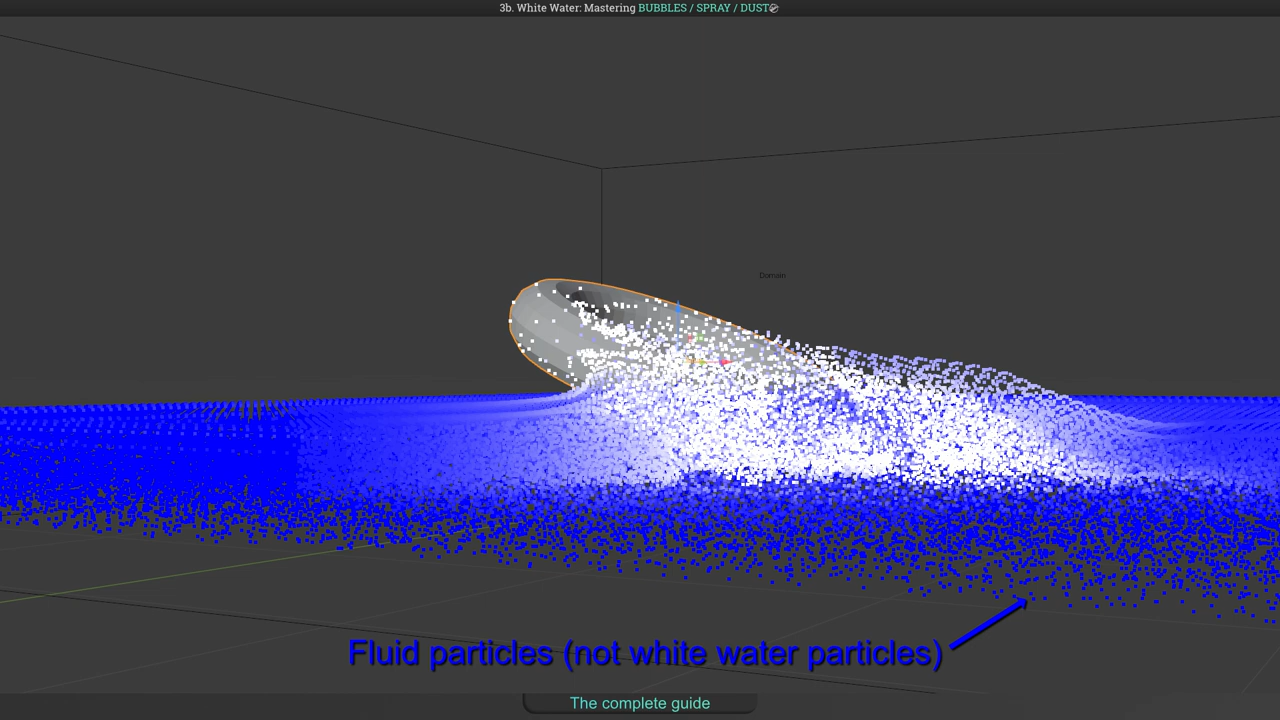 3b. White Water: Mastering BUBBLES / SPRAY / DUST
Domain
Fluid particles (not white water particles)
The complete guide